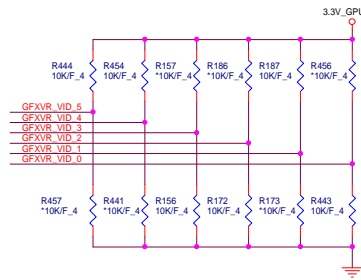 3.3V_GPU
R444 R454 R157 R186 R187 R456
10K/F_4 10K/F_4 *10K/F_4 *10K/F_4 10K/F_4 *10K/F_4
GFXVR_VID_5
GFXVR_VID_4
GFXVR_VID_3
GFXVR_VID_2
GFXVR_VID_1
GFXVR_VID_0
R457 R441 R156 R172 R173 R443
*10K/F_4 *10K/F_4 10K/F_4 10K/F_4 *10K/F_4 10K/F_4